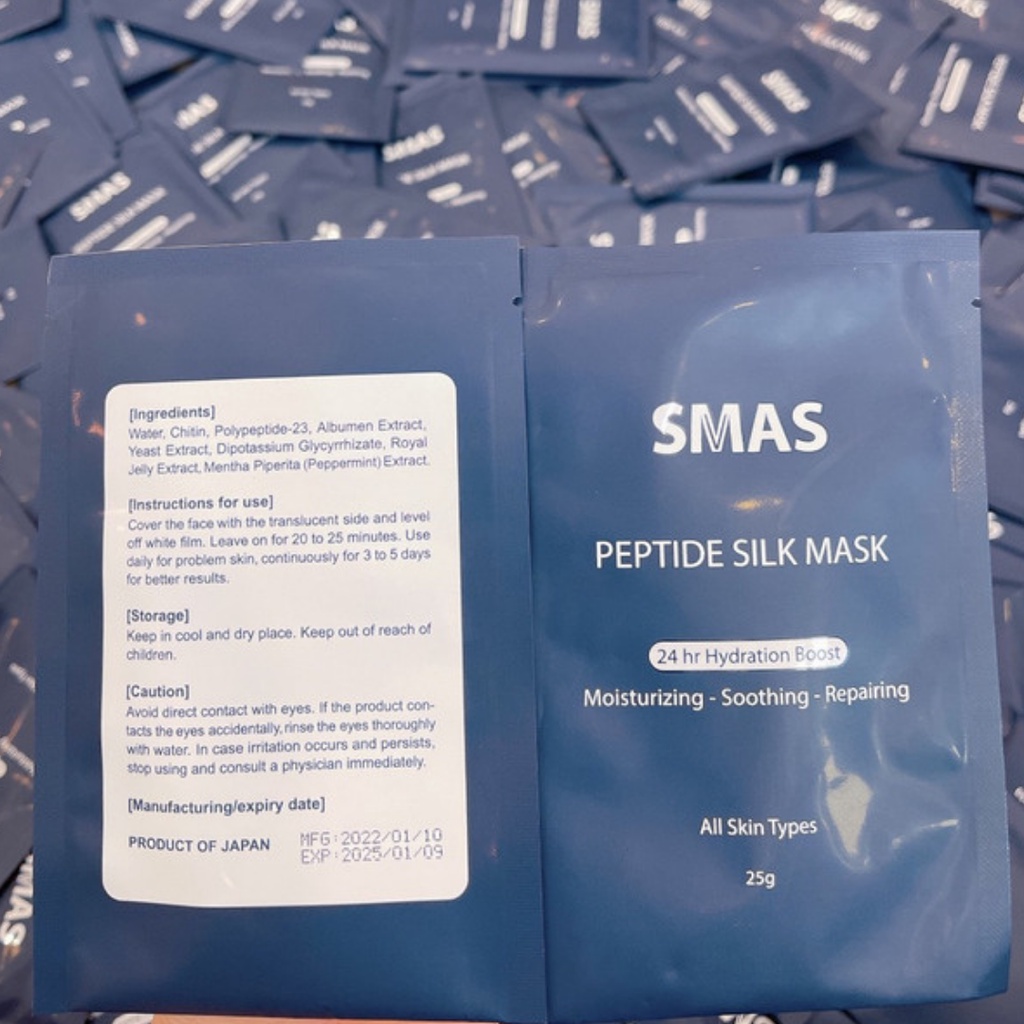 [Ingredients]
Water, Chitin, Polypeptide-23, Albumen Extract,
Yeast Extract, Dipotassium Glycyrrhizate, Royal
Jelly Extract, Mentha Piperita (Peppermint) Extract.
[Instructions for use]
Cover the face with the translucent side and level
off white film. Leave on for 20 to 25 minutes. Use
daily for problem skin, continuously for 3 to 5 days
for better results.
[Storage]
Keep in cool and dry place. Keep out of reach of
children.
[Caution]
Avoid direct contact with eyes. If the product con-
tacts the eyes accidentally, rinse the eyes thoroughly
with water. In case irritation occurs and persists,
stop using and consult a physician immediately.
[Manufacturing/expiry date]
PRODUCT OF JAPAN
MFG:2022/01/10
EXP:2025/01/09
SMAS
PEPTIDE SILK MASK
24 hr Hydration Boost
Moisturizing - Soothing - Repairing
All Skin Types
25g
SMAS
SMAS
SMAS
SMAS
SMAS